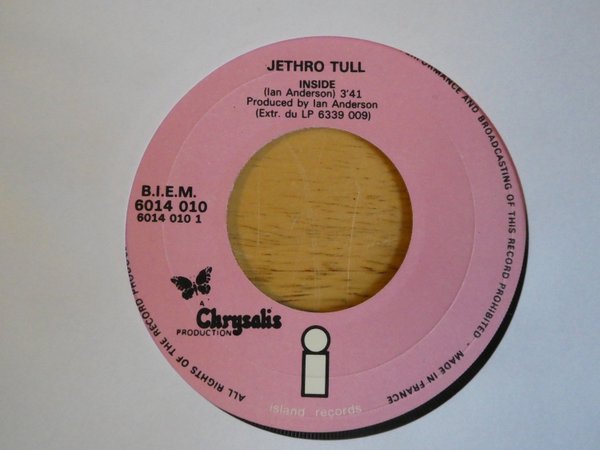 JETHRO TULL
INSIDE
(Ian Anderson) 3'41
Produced by Ian Anderson
(Extr. du LP 6339 009)
B.I.E.M.
6014 010
6014 010 1
A
Chrysalis
PRODUCTION
i
island records
ALL RIGHTS OF THE RECORD
AND BROADCASTING OF THIS RECORD PROHIBITED - MADE IN FRANCE